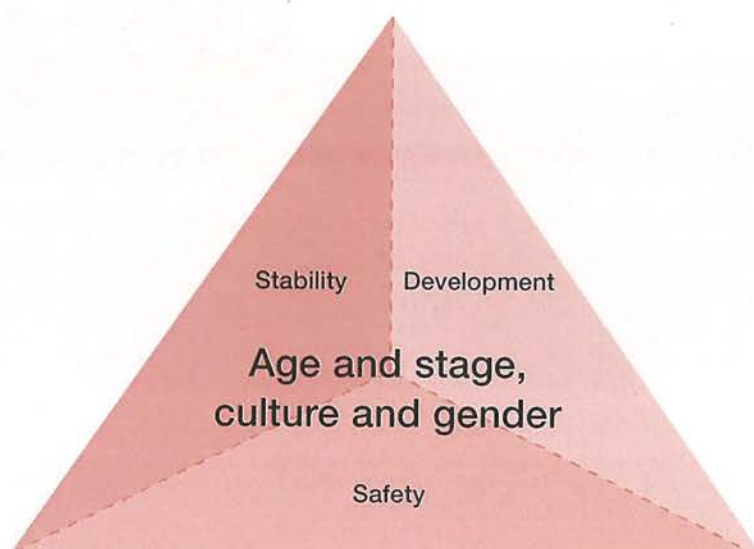 Stability
Development
Age and stage,
culture and gender
Safety